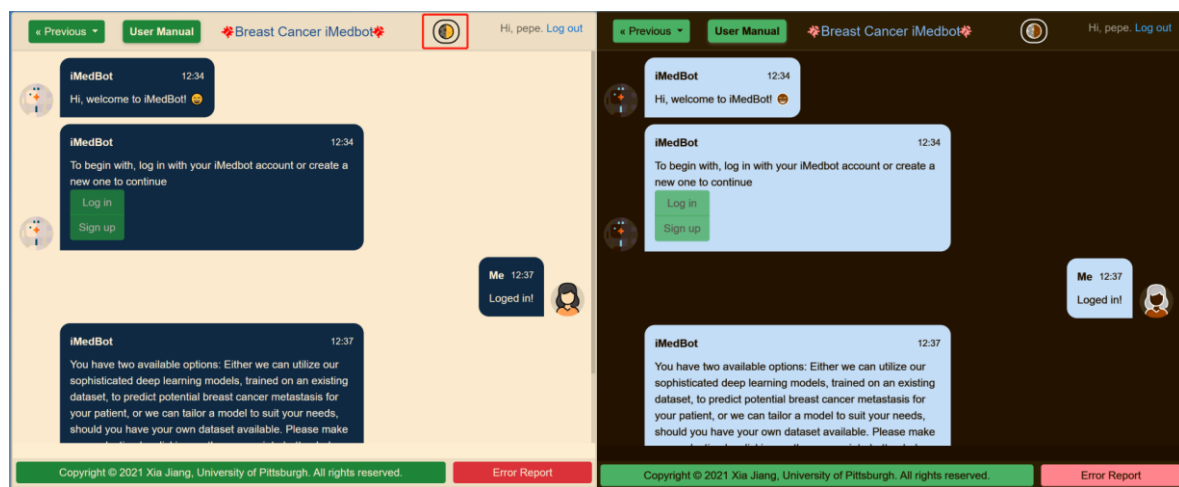 « Previous
User Manual
Breast Cancer iMedbot
Hi, pepe. Log out
iMedBot 12:34
Hi, welcome to iMedBot!
iMedBot 12:34
To begin with, log in with your iMedbot account or create a
new one to continue
Log in
Sign up
Me 12:37
Loged in!
iMedBot 12:37
You have two available options: Either we can utilize our
sophisticated deep learning models, trained on an existing
dataset, to predict potential breast cancer metastasis for
your patient, or we can tailor a model to suit your needs,
should you have your own dataset available. Please make
Copyright © 2021 Xia Jiang, University of Pittsburgh. All rights reserved.
Error Report
« Previous
User Manual
Breast Cancer iMedbot
Hi, pepe. Log out
iMedBot 12:34
Hi, welcome to iMedBot!
iMedBot 12:34
To begin with, log in with your iMedbot account or create a
new one to continue
Log in
Sign up
Me 12:37
Loged in!
iMedBot 12:37
You have two available options: Either we can utilize our
sophisticated deep learning models, trained on an existing
dataset, to predict potential breast cancer metastasis for
your patient, or we can tailor a model to suit your needs,
should you have your own dataset available. Please make
Copyright © 2021 Xia Jiang, University of Pittsburgh. All rights reserved.
Error Report